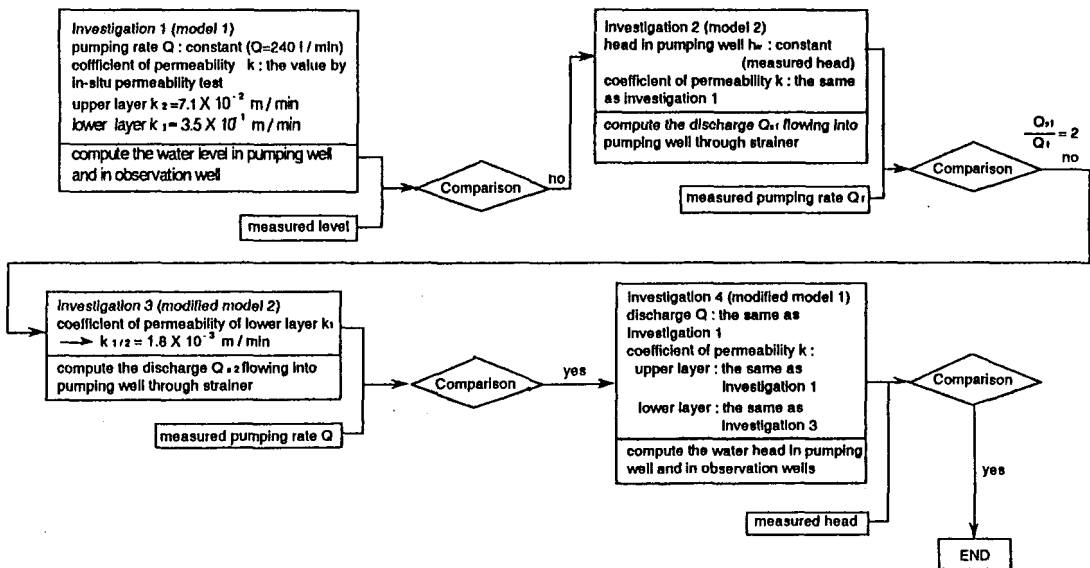 Investigation 1 (model 1)
pumping rate Q : constant (Q=240 l / min)
cofficient of permeability k : the value by
in-situ permeability test
upper layer k₂ =7.1 X 10⁻² m / min
lower layer k₁ = 3.5 X 10⁻¹ m / min
compute the water level in pumping well
and in observation well
measured level
Comparison
no
Investigation 2 (model 2)
head in pumping well hw : constant
(measured head)
coefficient of permeability k : the same
as investigation 1
compute the discharge Qs1 flowing into
pumping well through strainer
measured pumping rate Qt
Comparison
Qs1
Qt
= 2
no
Investigation 3 (modified model 2)
coefficient of permeability of lower layer k₁
→ k 1/2 = 1.8 X 10⁻³ m / min
compute the discharge Qs2 flowing into
pumping well through strainer
measured pumping rate Q
Comparison
yes
Investigation 4 (modified model 1)
discharge Q : the same as
Investigation 1
coefficient of permeability k :
upper layer : the same as
Investigation 1
lower layer : the same as
Investigation 3
compute the water head in pumping
well and in observation wells
measured head
Comparison
yes
END